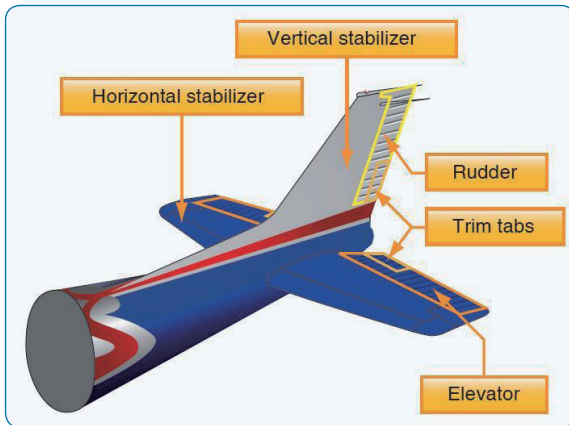 Vertical stabilizer
Horizontal stabilizer
Rudder
Trim tabs
Elevator